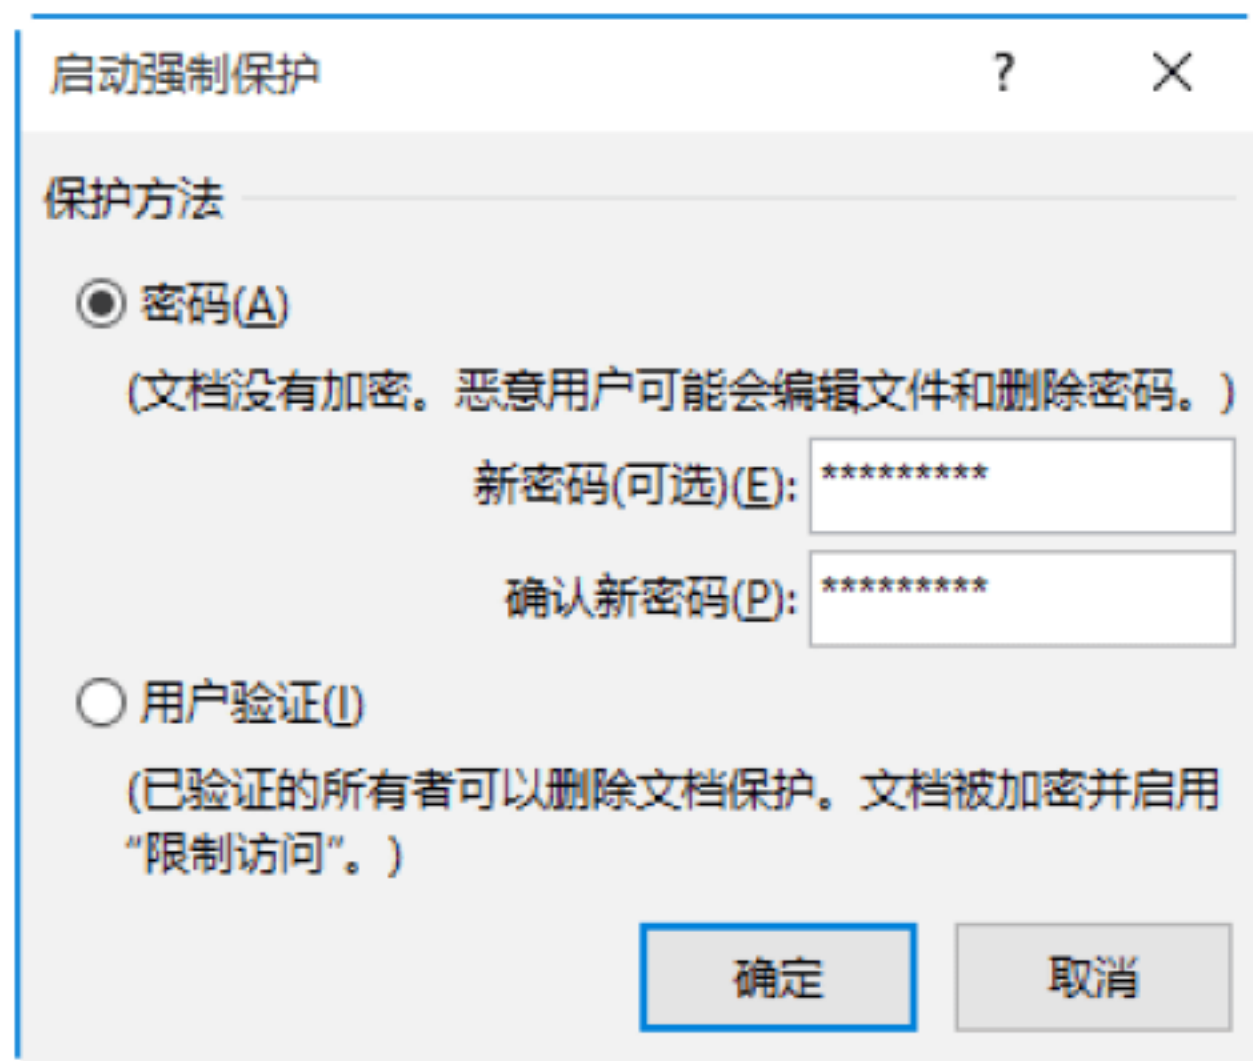 启动强制保护 ?
保护方法
密码(A)
(文档没有加密。恶意用户可能会编辑文件和删除密码。)
新密码(可选)(E): *********
确认新密码(P): *********
用户验证(I)
(已验证的所有者可以删除文档保护。文档被加密并启用
“限制访问”。)
确定 取消